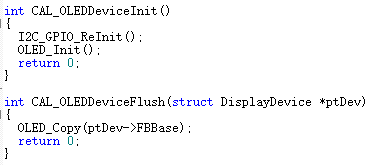 int CAL_OLEDDeviceInit()
{
I2C_GPIO_ReInit();
OLED_Init();
return 0;
}
int CAL_OLEDDeviceFlush(struct DisplayDevice *ptDev)
{
OLED_Copy(ptDev->FBBase);
return 0;
}